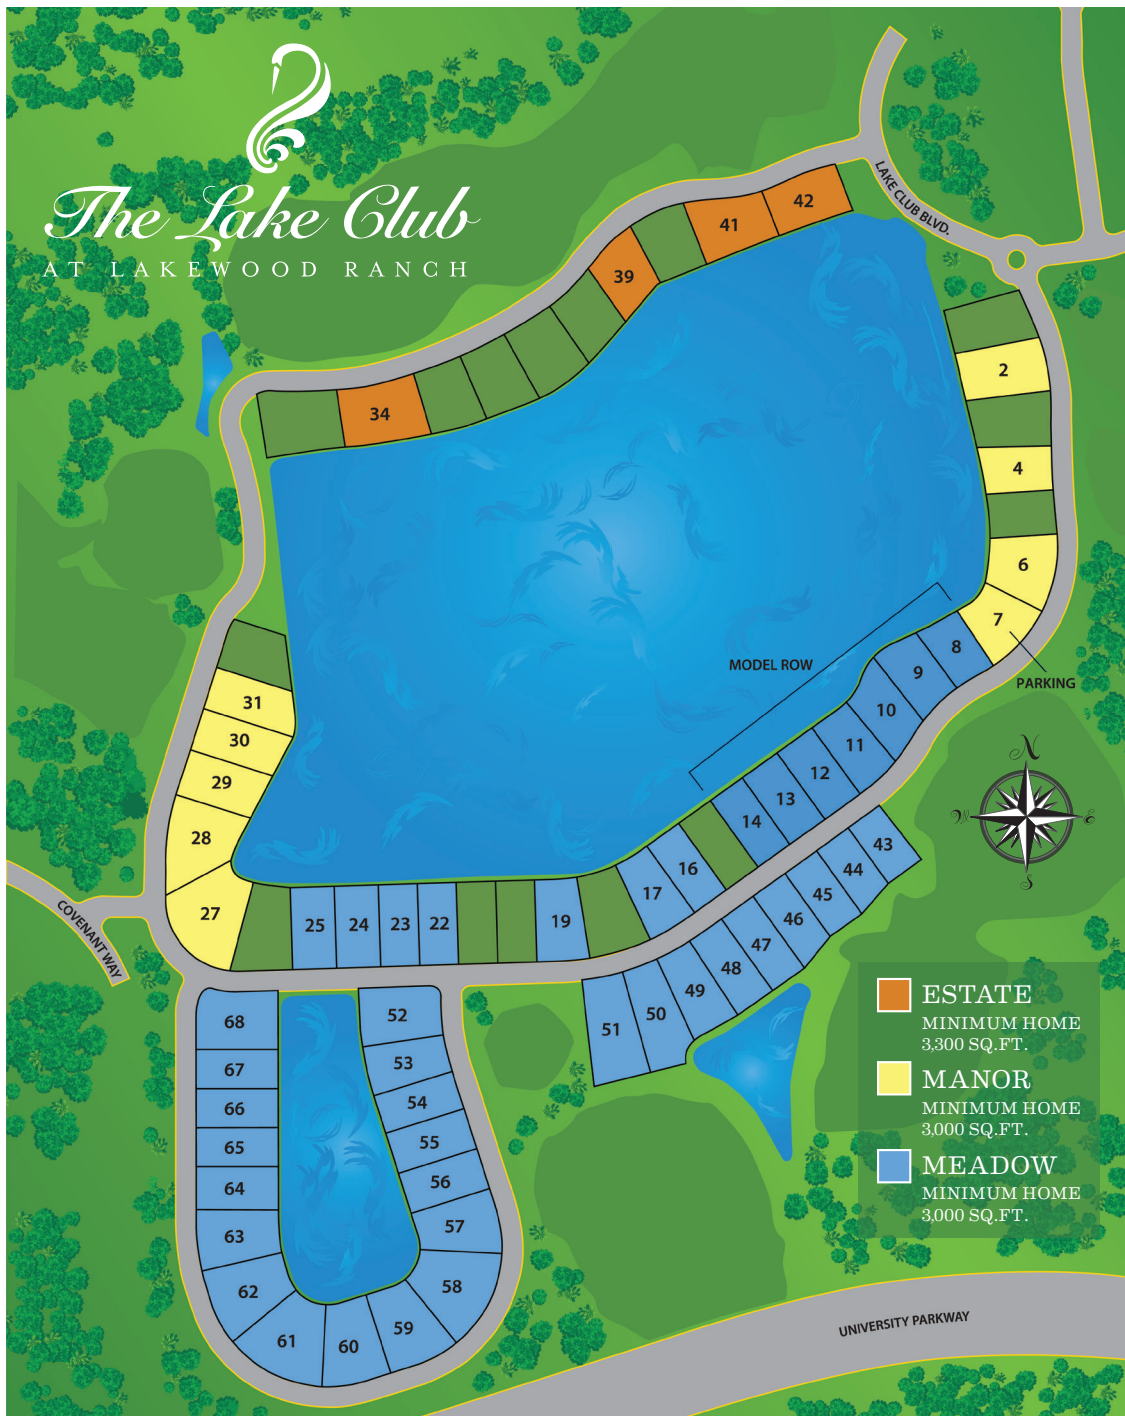 The Lake Club
AT LAKEWOOD RANCH
LAKE CLUB BLVD.
42
41
39
34
2
4
6
7
PARKING
MODEL ROW
8
9
10
11
12
13
14
16
17
19
22
23
24
25
27
28
29
30
31
COVENANT WAY
N
W
E
S
43
44
45
46
47
48
49
50
51
52
53
54
55
56
57
58
59
60
61
62
63
64
65
66
67
68
ESTATE
MINIMUM HOME
3,300 SQ.FT.
MANOR
MINIMUM HOME
3,000 SQ.FT.
MEADOW
MINIMUM HOME
3,000 SQ.FT.
UNIVERSITY PARKWAY